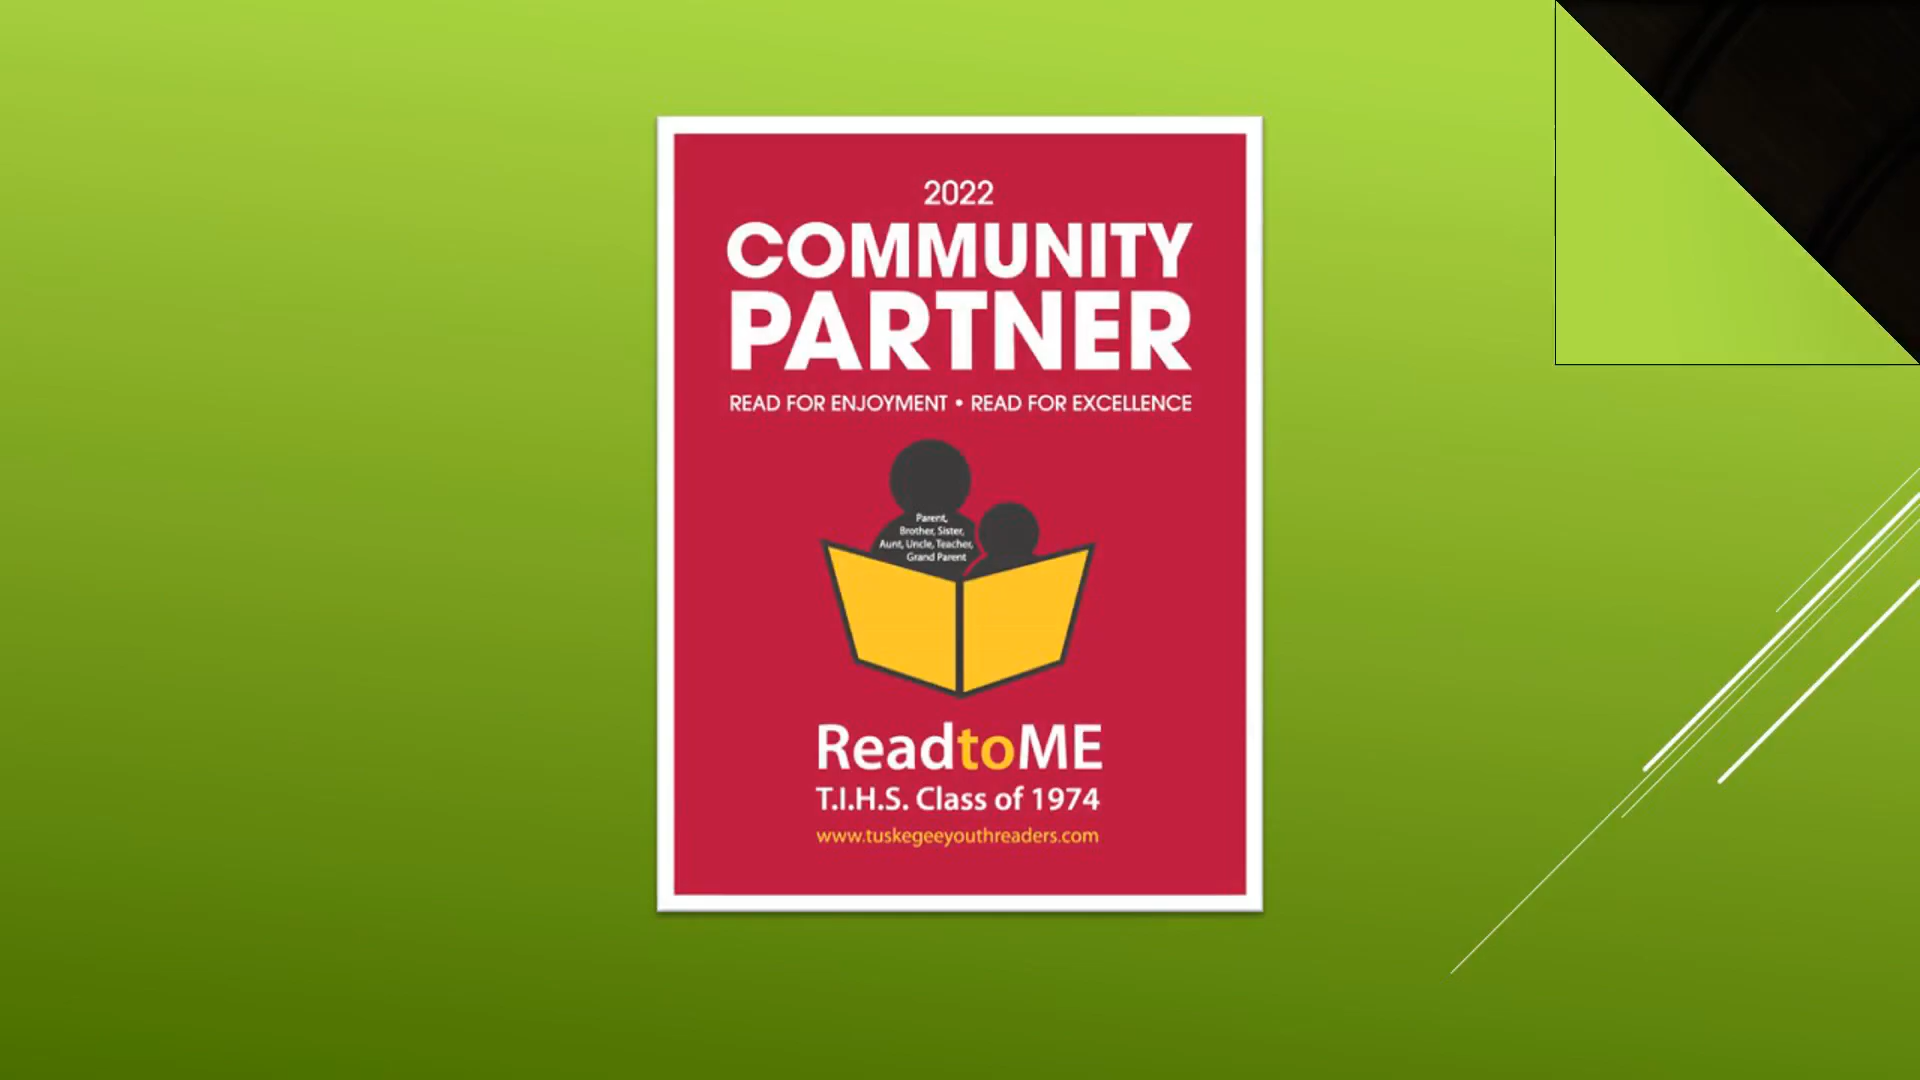 2022
COMMUNITY
PARTNER
READ FOR ENJOYMENT • READ FOR EXCELLENCE
Parent,
Brother, Sister,
Aunt, Uncle, Teacher,
Grand Parent
ReadtoME
T.I.H.S. Class of 1974
www.tuskegeeyouthreaders.com